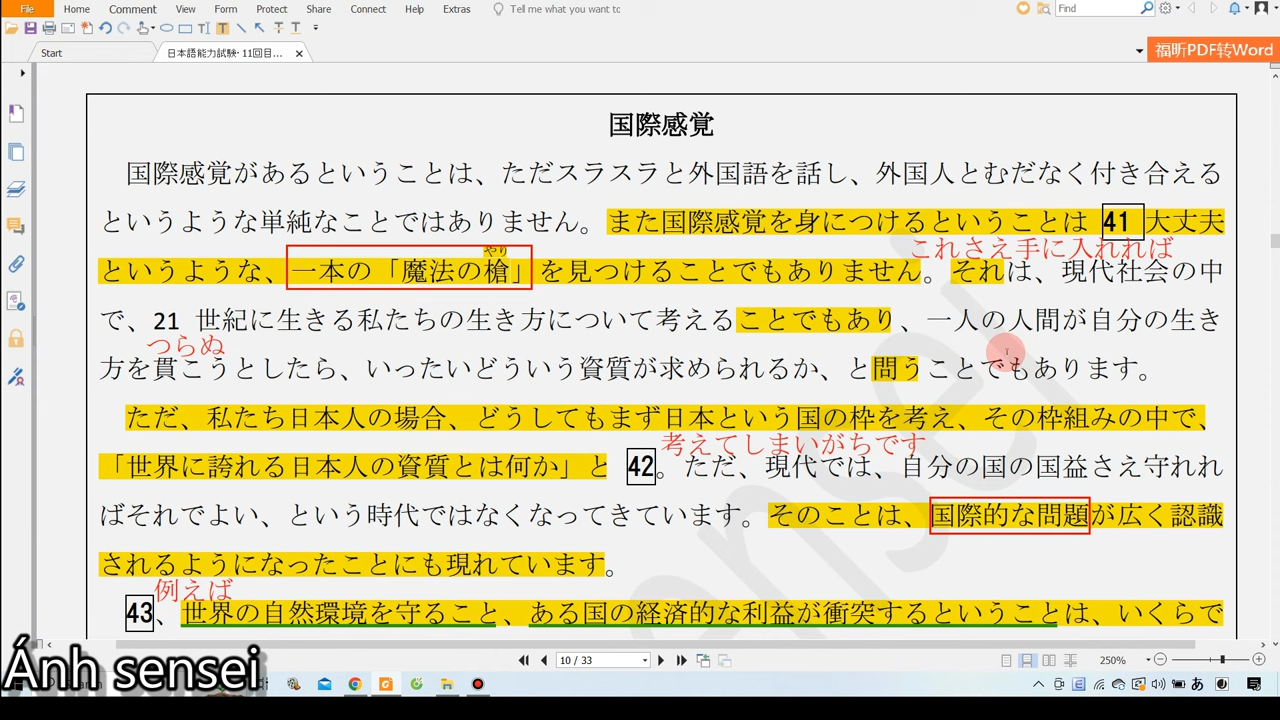 File Home Comment View Form Protect Share Connect Help Extras Tell me what you want to Find
Start 日本語能力試験· 11回目... 福昕PDF转Word
国際感覚
国際感覚があるということは、ただスラスラと外国語を話し、外国人とむだなく付き合える
というような単純なことではありません。また国際感覚を身につけるということは 41 大丈夫
これさえ手に入れれば
やり
というような、一本の「魔法の槍」を見つけることでもありません。それは、現代社会の中
で、21 世紀に生きる私たちの生き方について考えることでもあり、一人の人間が自分の生き
つらぬ
方を貫こうとしたら、いったいどういう資質が求められるか、と問うことでもあります。
ただ、私たち日本人の場合、どうしてもまず日本という国の枠を考え、その枠組みの中で、
考えてしまいがちです
「世界に誇れる日本人の資質とは何か」と 42。ただ、現代では、自分の国の国益さえ守れれ
ばそれでよい、という時代ではなくなってきています。そのことは、国際的な問題が広く認識
されるようになったことにも現れています。
例えば
43、世界の自然環境を守ること、ある国の経済的な利益が衝突するということは、いくらで
sensei
10 / 33 250%
Ánh sensei
あ